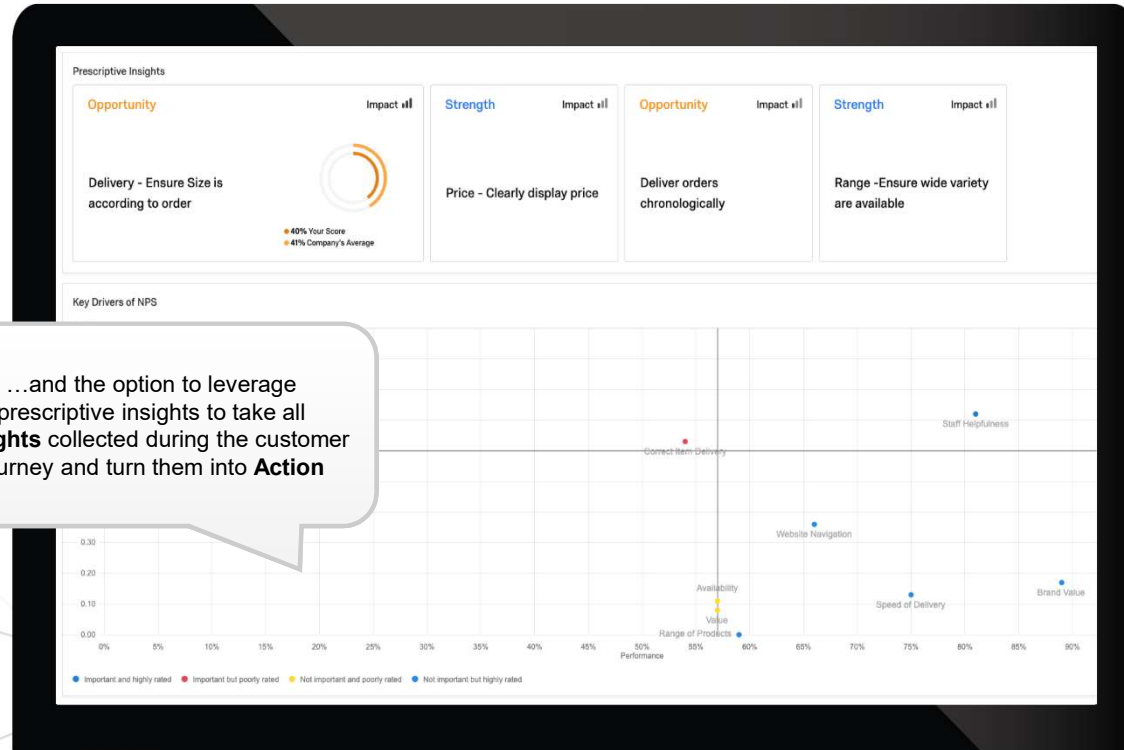 Prescriptive Insights
Opportunity
Impact
Delivery - Ensure Size is
according to order
40% Your Score
41% Company's Average
Strength
Impact
Price - Clearly display price
Opportunity
Impact
Deliver orders
chronologically
Strength
Impact
Range -Ensure wide variety
are available
Key Drivers of NPS
…and the option to leverage
prescriptive insights to take all
ghts collected during the customer
urney and turn them into Action
Staff Helpfulness
Correct Item Delivery
Website Navigation
Availability
Speed of Delivery
Brand Value
Value
Range of Products
0.30
0.20
0.10
0.00
0% 5% 10% 15% 20% 25% 30% 35% 40% 45% 50% 55% 60% 65% 70% 75% 80% 85% 90%
Performance
Important and highly rated Important but poorly rated Not important and poorly rated Not important but highly rated